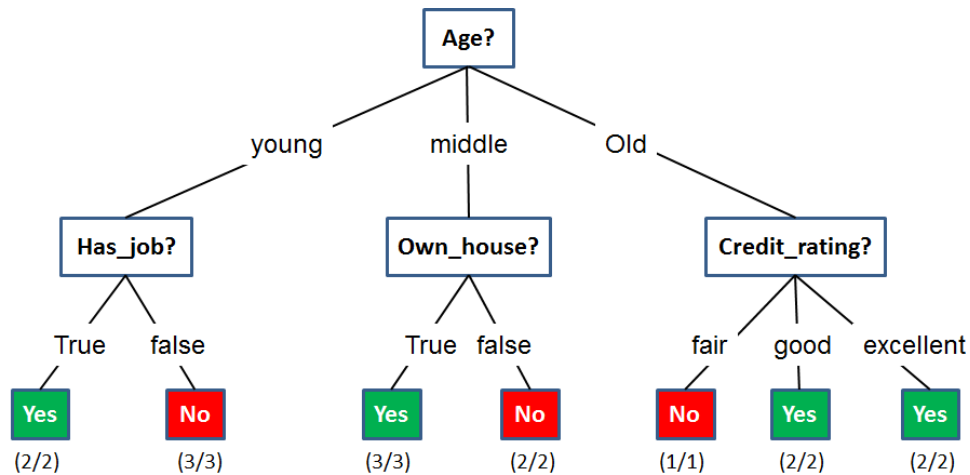 Age?
young middle Old
Has_job? Own_house? Credit_rating?
True false True false fair good excellent
Yes No Yes No No Yes Yes
(2/2) (3/3) (3/3) (2/2) (1/1) (2/2) (2/2)